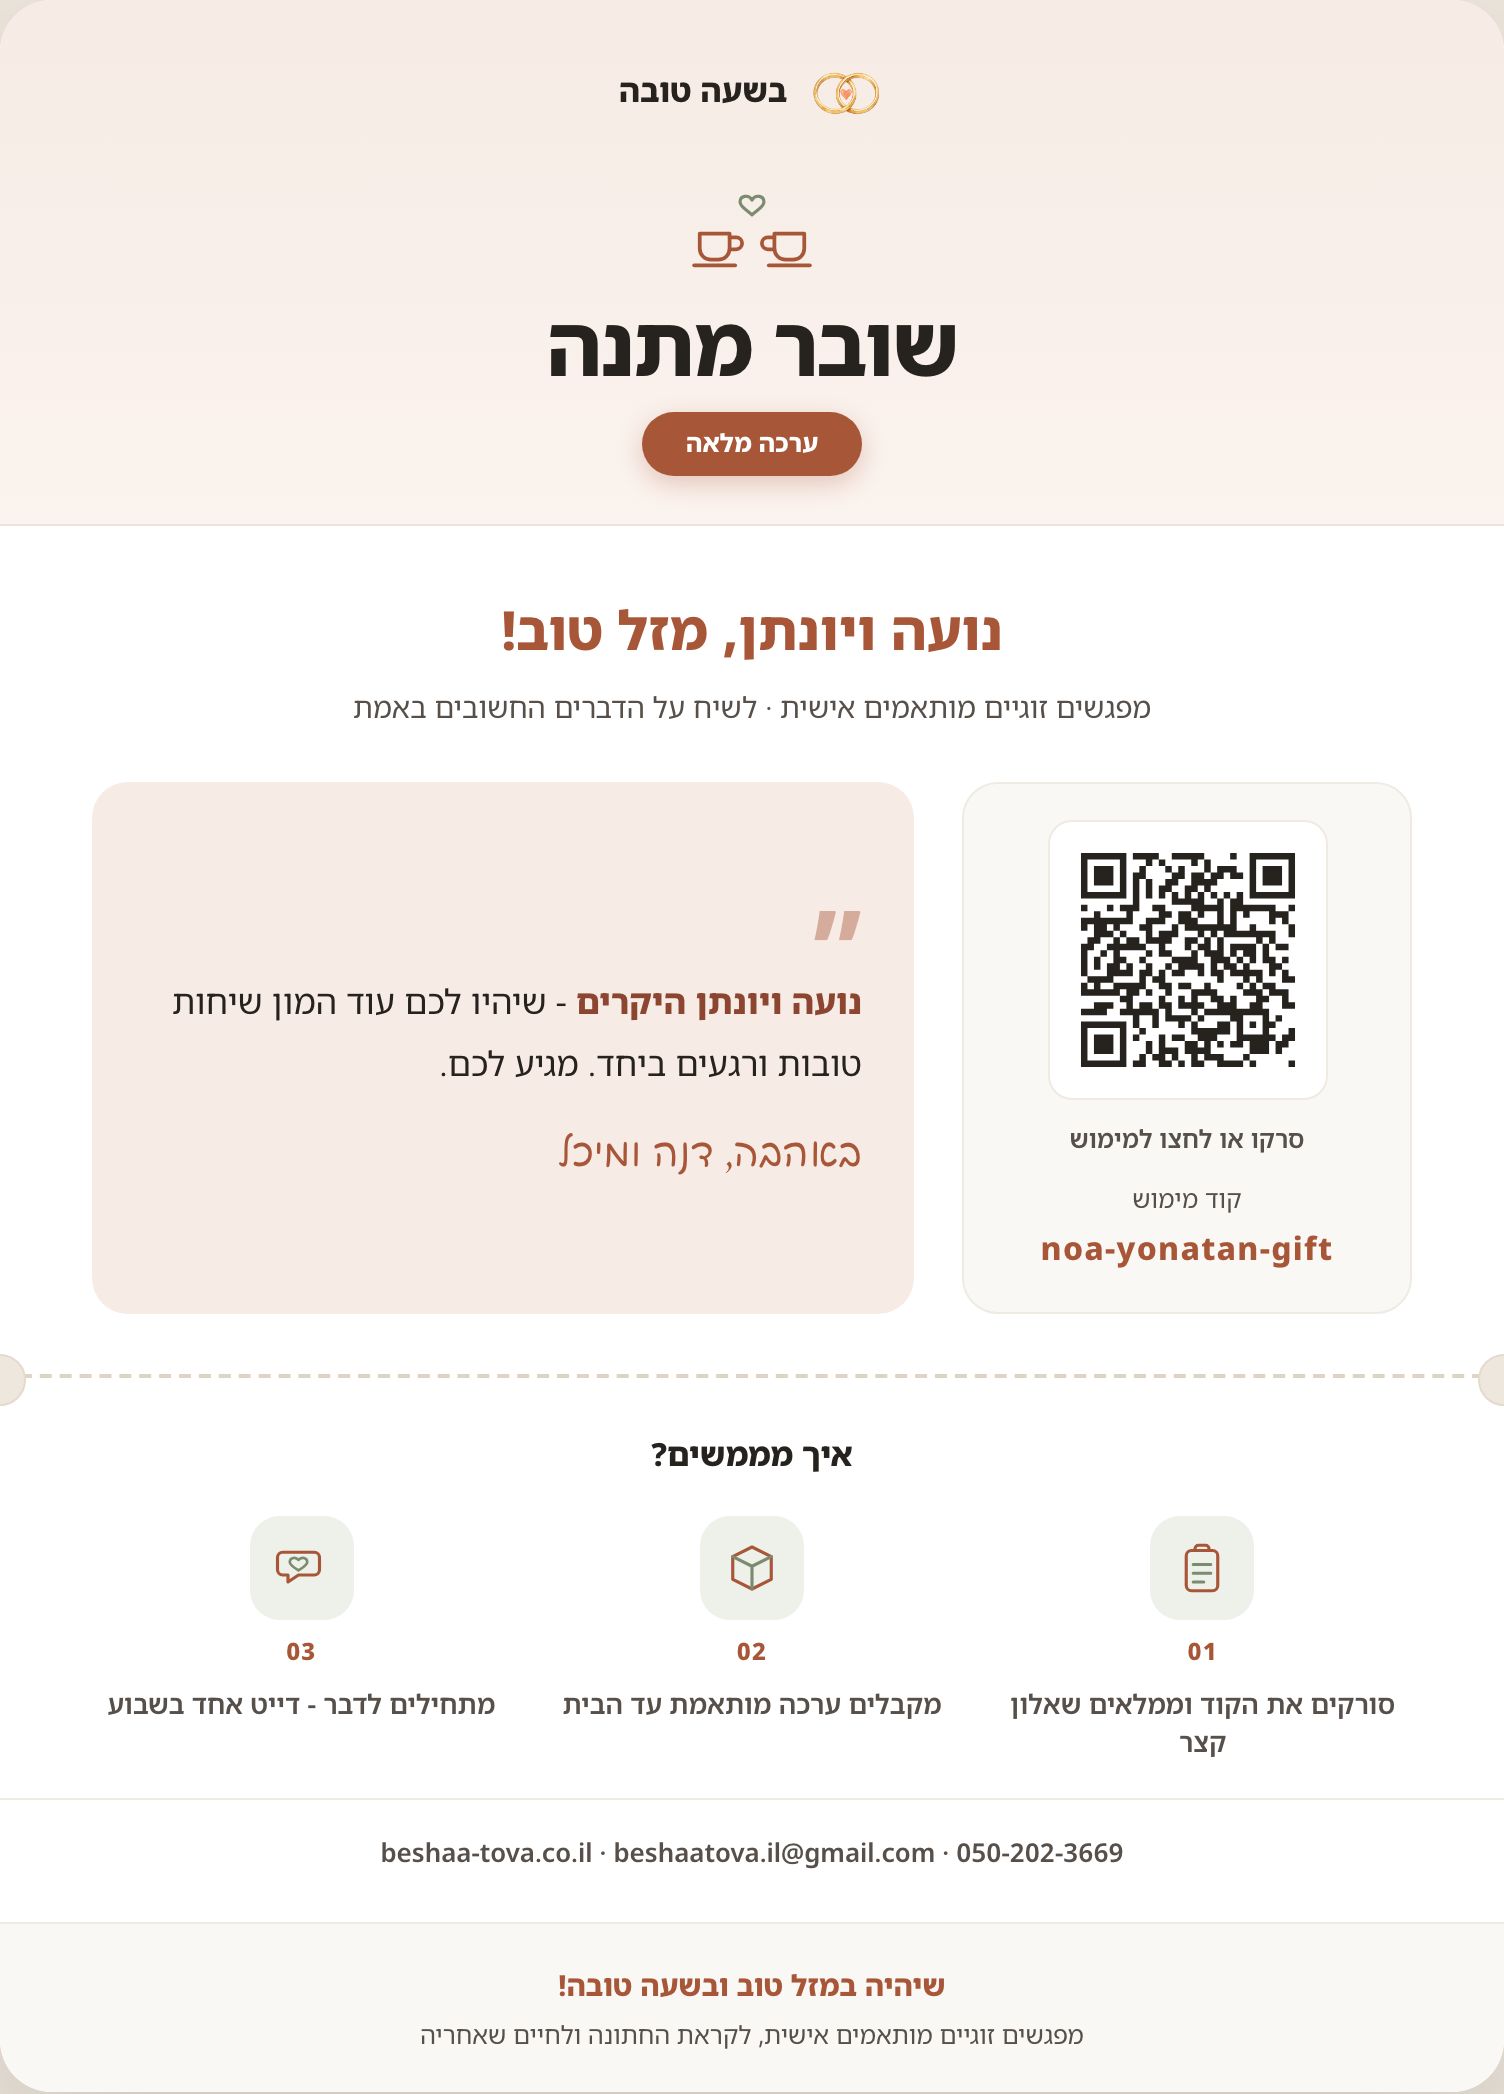 בשעה טובה
שובר מתנה
ערכה מלאה
נועה ויונתן, מזל טוב!
מפגשים זוגיים מותאמים אישית · לשיח על הדברים החשובים באמת
סרקו או לחצו למימוש
קוד מימוש
noa-yonatan-gift
"
נועה ויונתן היקרים - שיהיו לכם עוד המון שיחות
טובות ורגעים ביחד. מגיע לכם.
באהבה, דנה ומיכל
איך מממשים?
01
סורקים את הקוד וממלאים שאלון
קצר
02
מקבלים ערכה מותאמת עד הבית
03
מתחילים לדבר - דייט אחד בשבוע
beshaa-tova.co.il · beshaatova.il@gmail.com · 050-202-3669
שיהיה במזל טוב ובשעה טובה!
מפגשים זוגיים מותאמים אישית, לקראת החתונה ולחיים שאחריה